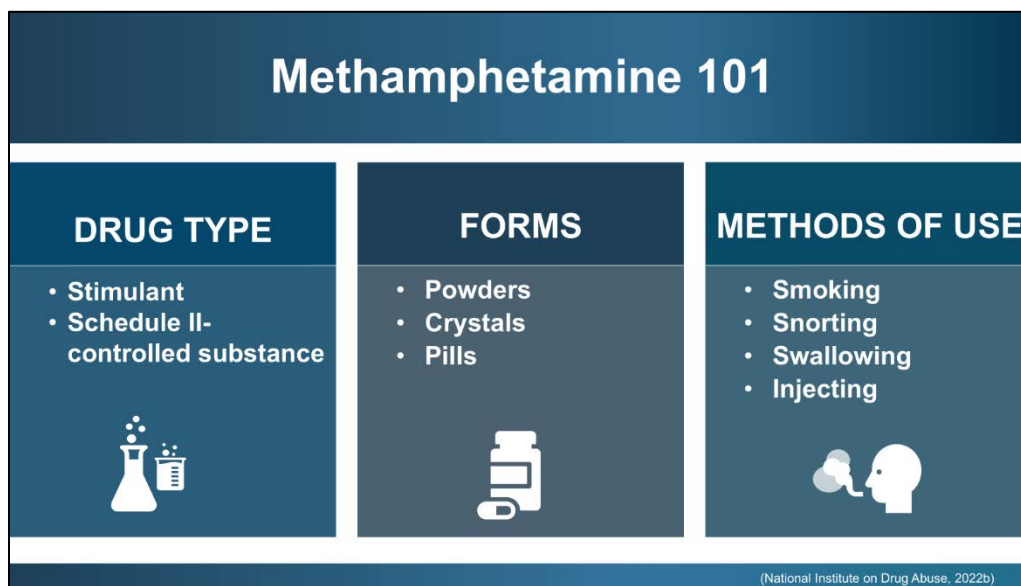 Methamphetamine 101
DRUG TYPE
• Stimulant
• Schedule II-
controlled substance
FORMS
• Powders
• Crystals
• Pills
METHODS OF USE
• Smoking
• Snorting
• Swallowing
• Injecting
(National Institute on Drug Abuse, 2022b)